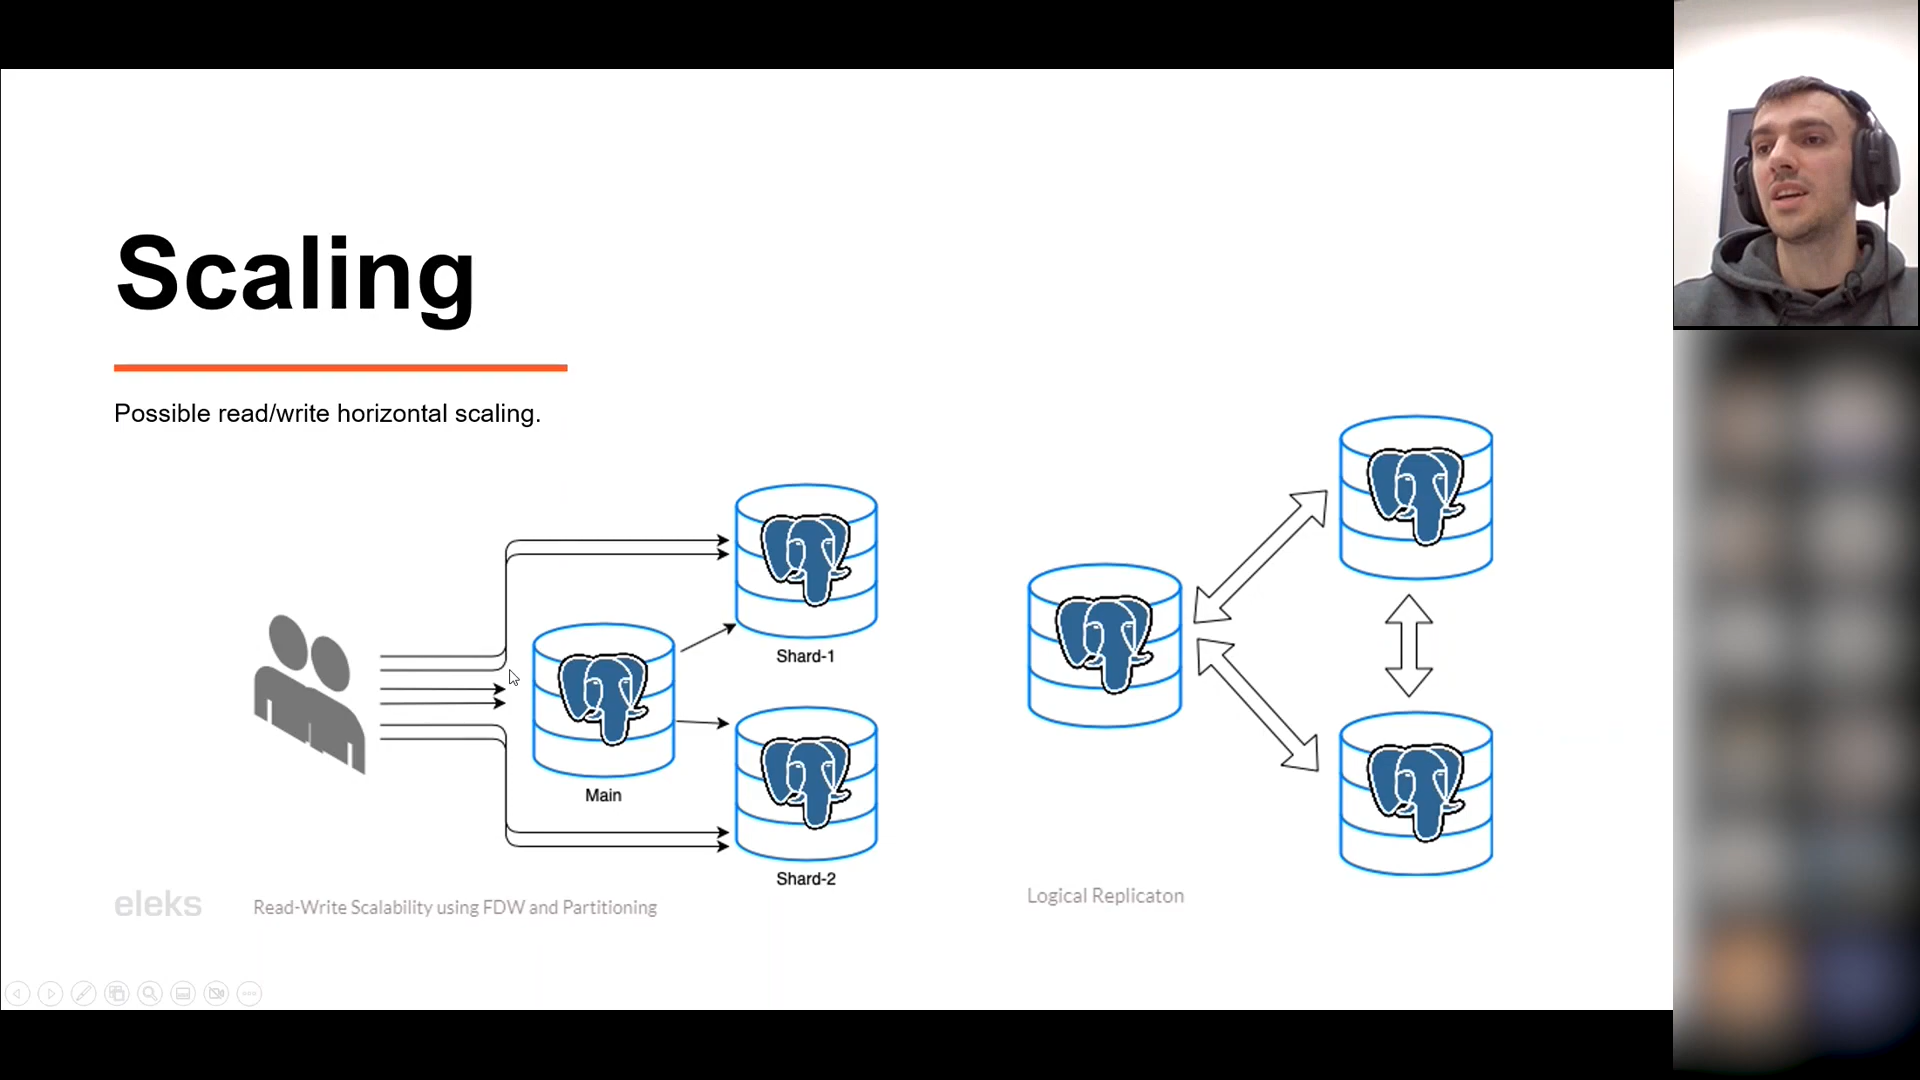 Scaling
Possible read/write horizontal scaling.
Shard-1
Main
Shard-2
eleks
Read-Write Scalability using FDW and Partitioning
Logical Replicaton